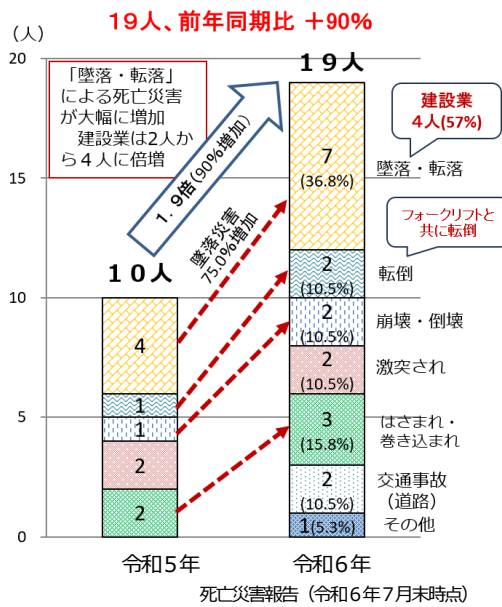 19人、前年同期比 +90%
（人）
20
15
10
5
0
「墜落・転落」
による死亡災害
が大幅に増加
建設業は2人か
ら４人に倍増
１.９倍(90%増加)
墜落災害
75.0%増加
１０人
4
1
1
2
2
令和５年
１９人
7
(36.8%)
2
(10.5%)
2
(10.5%)
2
(10.5%)
3
(15.8%)
2
(10.5%)
1(5.3%)
令和６年
建設業
４人(57%)
墜落・転落
フォークリフトと
共に転倒
転倒
崩壊・倒壊
激突され
はさまれ・
巻き込まれ
交通事故
（道路）
その他
死亡災害報告（令和６年７月末時点）